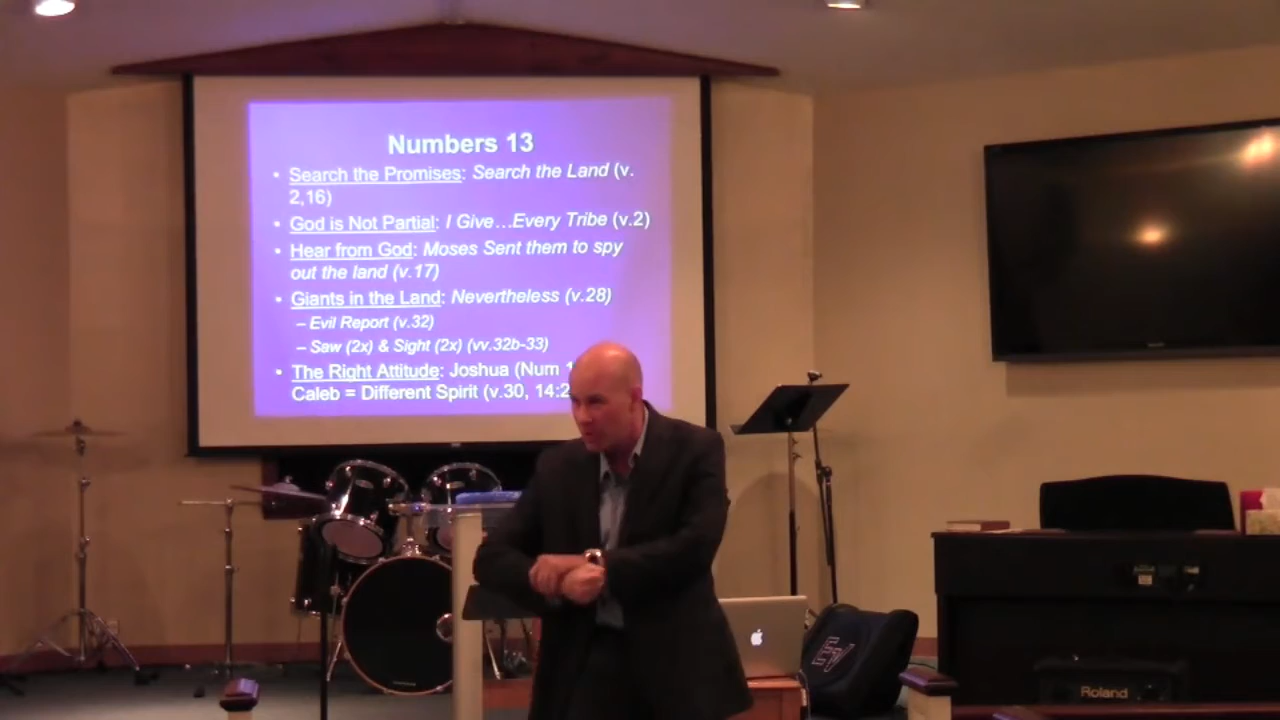 Numbers 13
• Search the Promises: Search the Land (v.
2,16)
• God is Not Partial: I Give…Every Tribe (v.2)
• Hear from God: Moses Sent them to spy
out the land (v.17)
• Giants in the Land: Nevertheless (v.28)
– Evil Report (v.32)
– Saw (2x) & Sight (2x) (vv.32b-33)
• The Right Attitude: Joshua (Num
Caleb = Different Spirit (v.30,
Roland